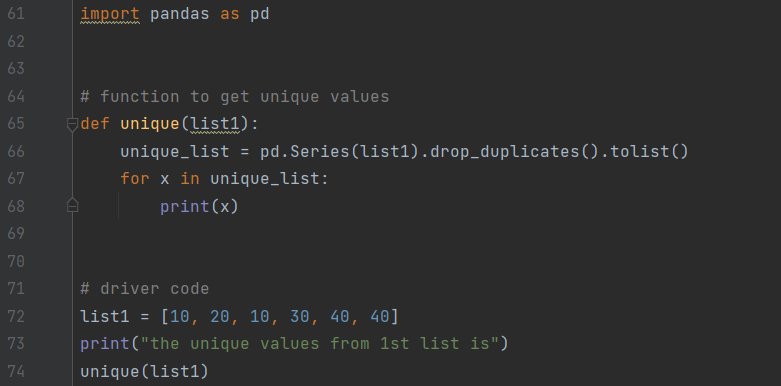 61 import pandas as pd
62
63
64 # function to get unique values
65 def unique(list1):
66     unique_list = pd.Series(list1).drop_duplicates().tolist()
67     for x in unique_list:
68         print(x)
69
70
71 # driver code
72 list1 = [10, 20, 10, 30, 40, 40]
73 print("the unique values from 1st list is")
74 unique(list1)